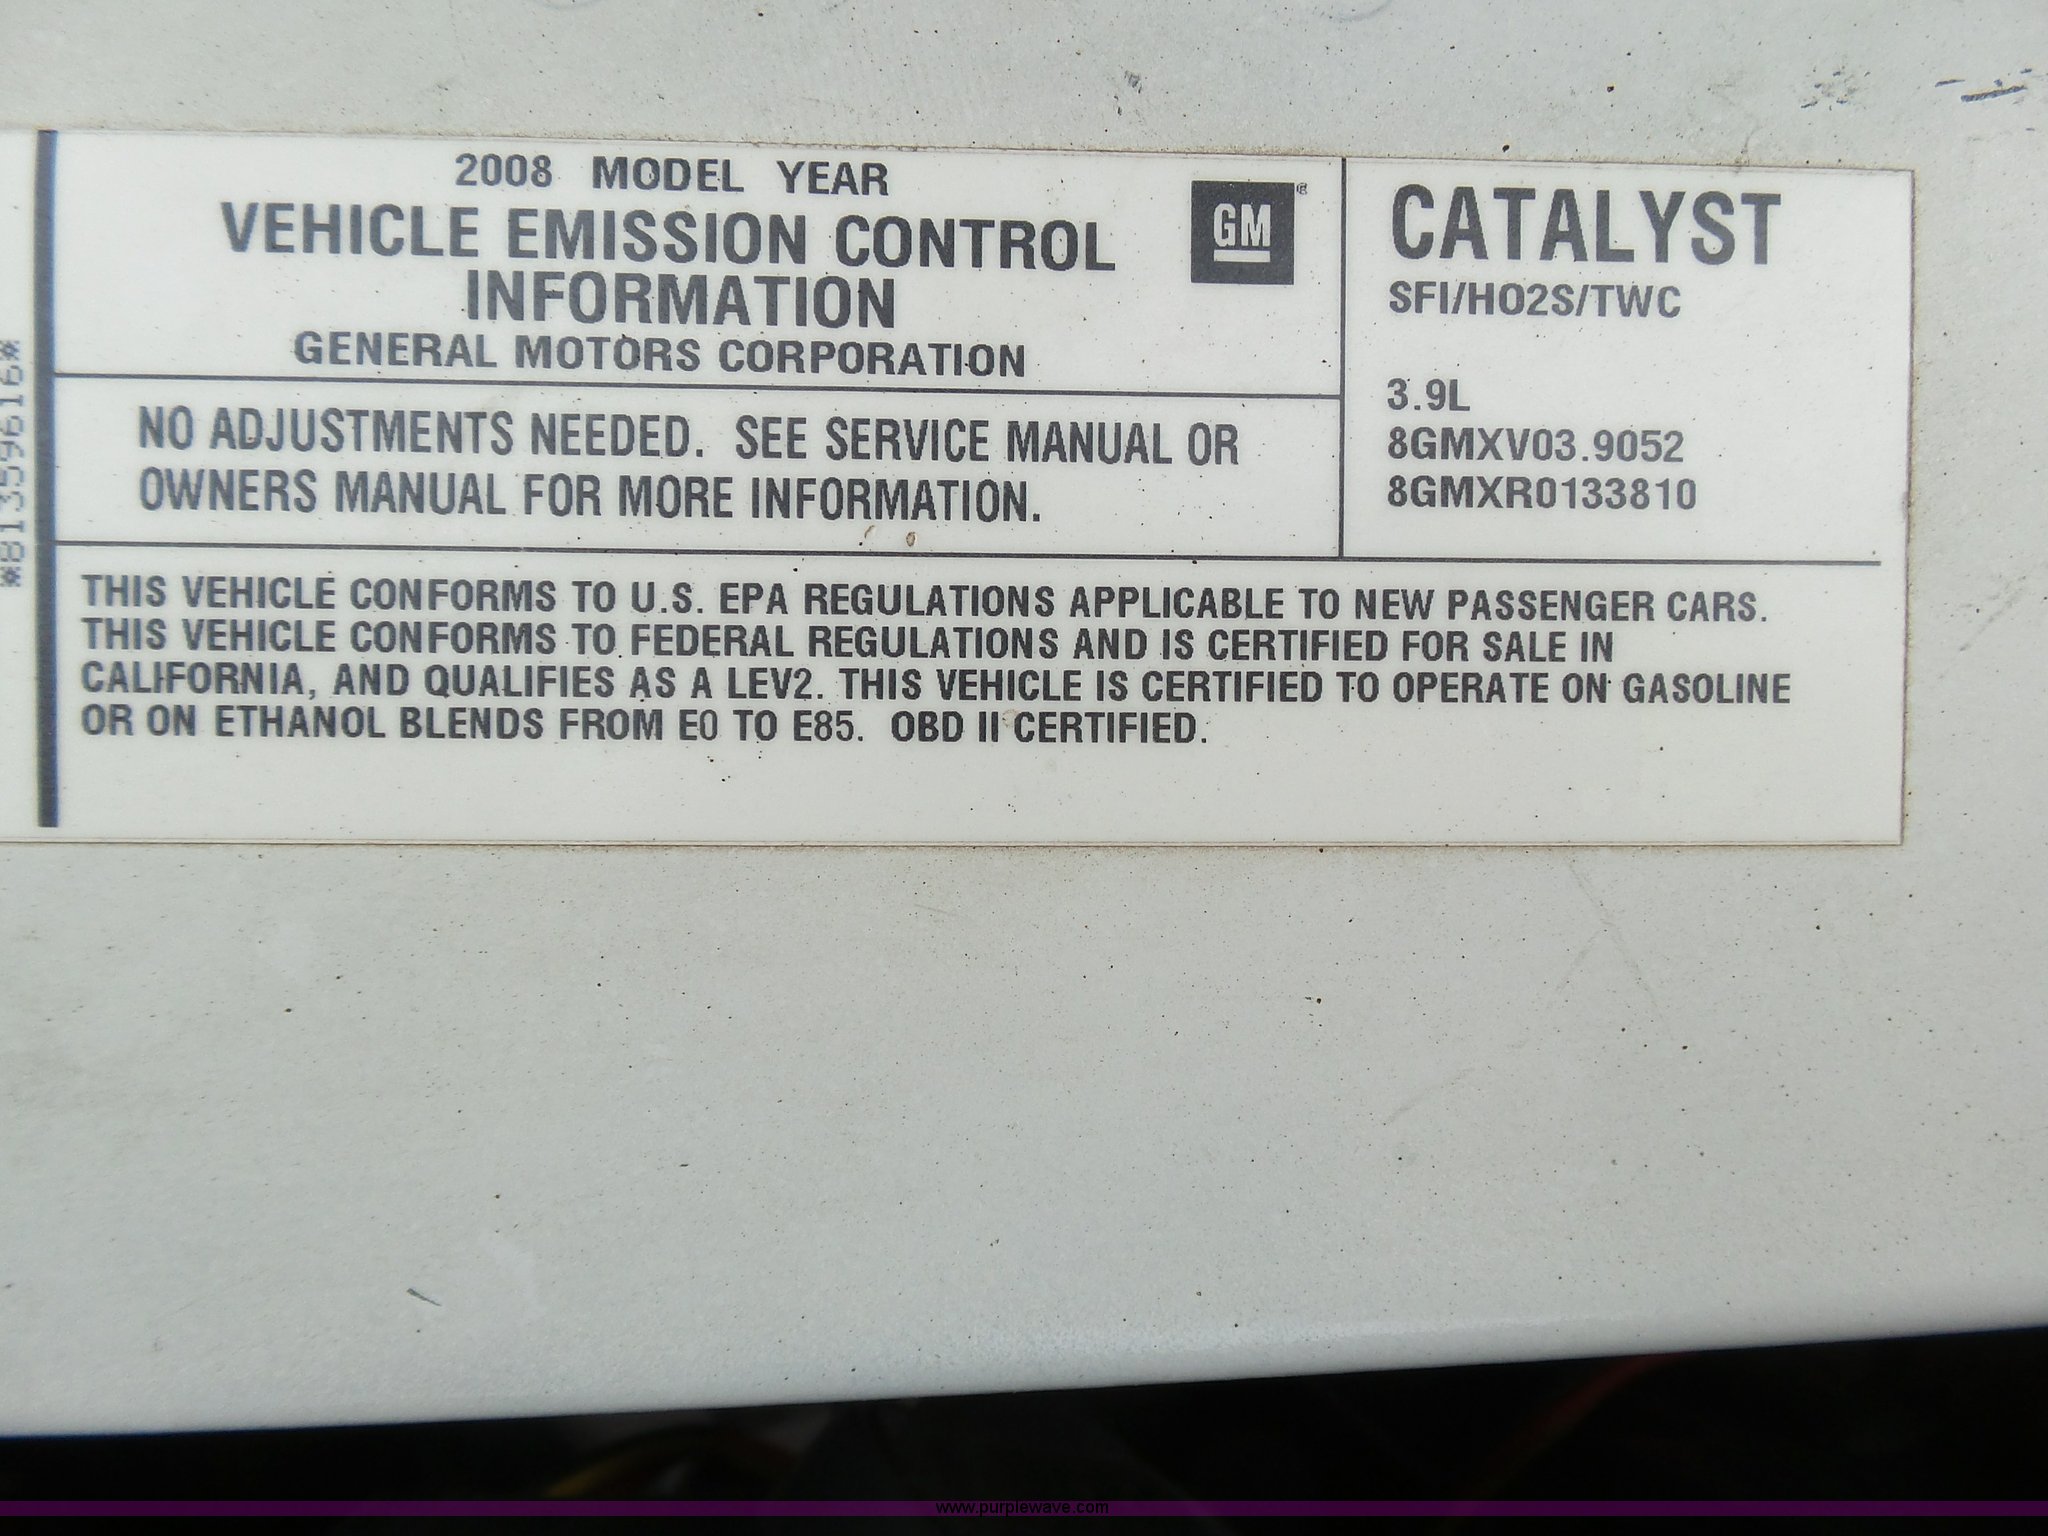 2008 MODEL YEAR
VEHICLE EMISSION CONTROL
INFORMATION
GENERAL MOTORS CORPORATION
GM®
CATALYST
SFI/HO2S/TWC
3.9L
8GMXV03.9052
8GMXR0133810
NO ADJUSTMENTS NEEDED. SEE SERVICE MANUAL OR
OWNERS MANUAL FOR MORE INFORMATION.
THIS VEHICLE CONFORMS TO U.S. EPA REGULATIONS APPLICABLE TO NEW PASSENGER CARS.
THIS VEHICLE CONFORMS TO FEDERAL REGULATIONS AND IS CERTIFIED FOR SALE IN
CALIFORNIA, AND QUALIFIES AS A LEV2. THIS VEHICLE IS CERTIFIED TO OPERATE ON GASOLINE
OR ON ETHANOL BLENDS FROM E0 TO E85. OBD II CERTIFIED.
*81359616*
www.purplewave.com